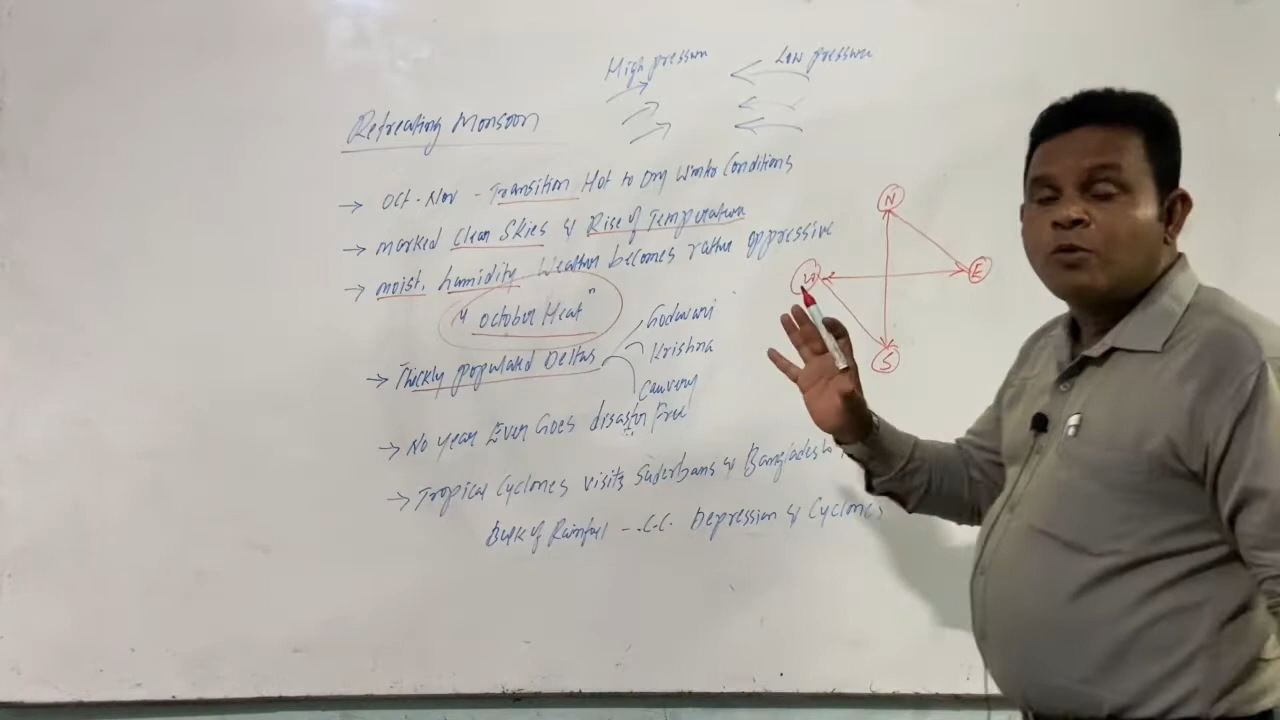 High pressure
Low pressure
Retreating Monsoon
→ Oct. Nov - Transition Hot to Dry Winter Conditions
→ marked Clean Skies & Rise of Temperature
→ moist. humidity Weather becomes rather oppressive
"October Heat"
→ Thickly populated Deltas
Godavari
Krishna
Cauvery
→ No year Ever Goes disaster Free
→ Tropical Cyclones visits Suderbans & Bangladesh
Bulk of Rainfall - C.C. Depression & Cyclones
N
W
E
S